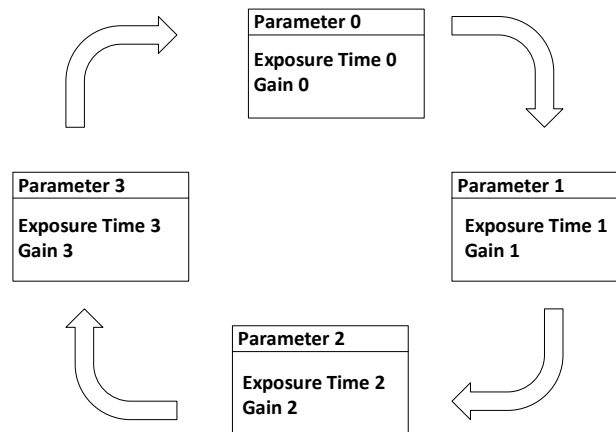 Parameter 0
Exposure Time 0
Gain 0
Parameter 3
Exposure Time 3
Gain 3
Parameter 1
Exposure Time 1
Gain 1
Parameter 2
Exposure Time 2
Gain 2